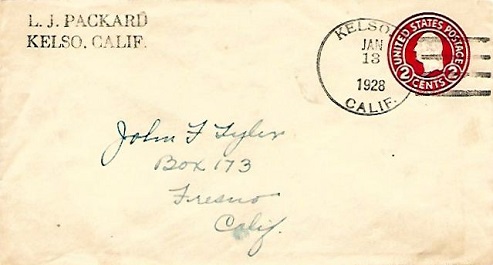 L. J. PACKARD
KELSO, CALIF.
KELSO
JAN
13
1928
CALIF.
UNITED STATES POSTAGE
2 CENTS 2
John F Tyler
Box 173
Fresno
Calif.